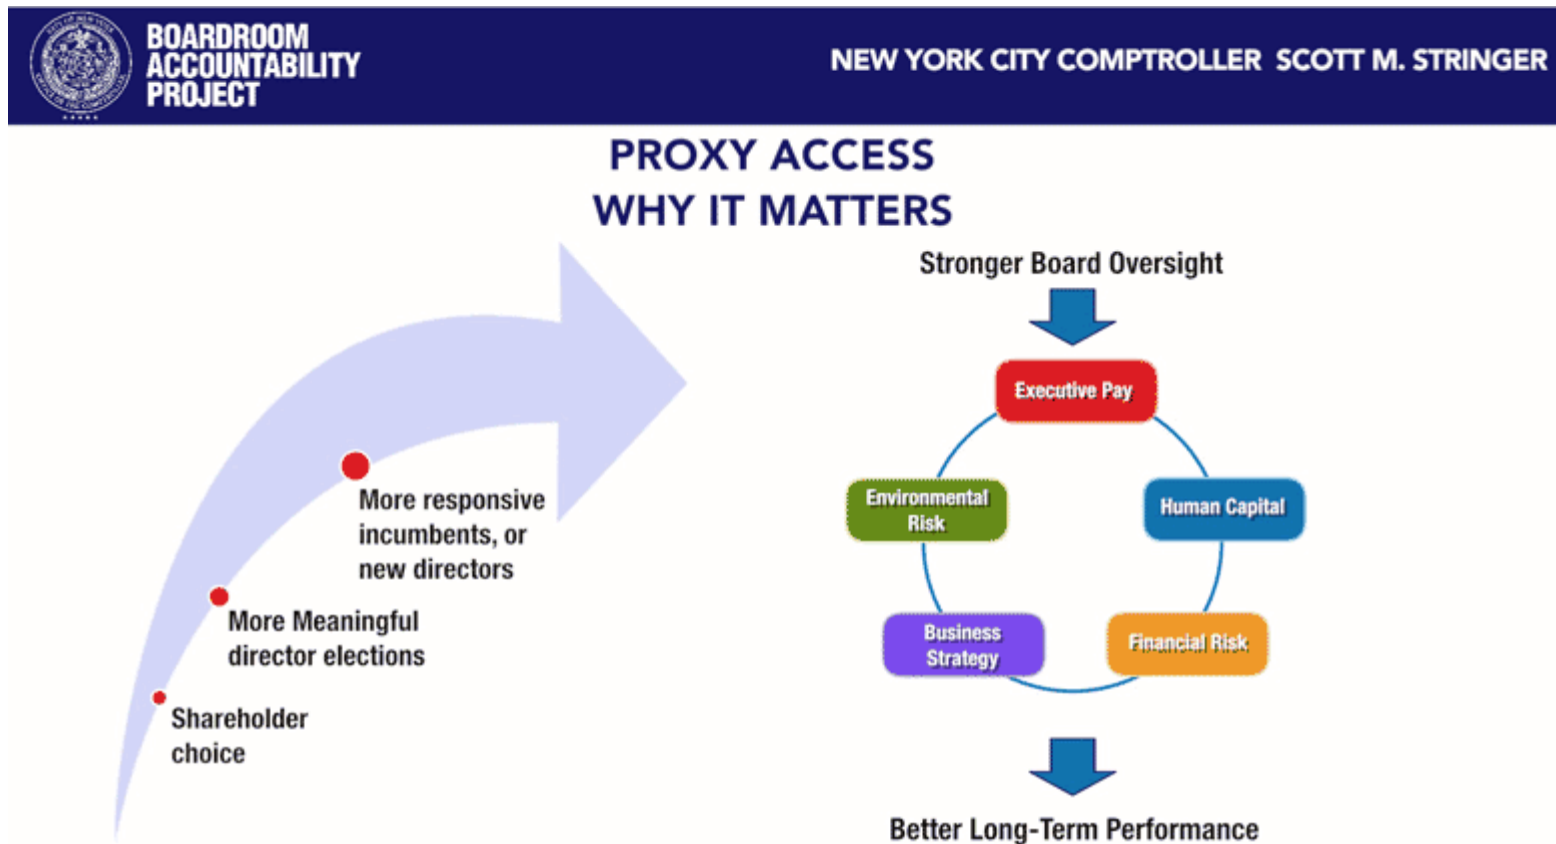 BOARDROOM
ACCOUNTABILITY
PROJECT
NEW YORK CITY COMPTROLLER SCOTT M. STRINGER
PROXY ACCESS
WHY IT MATTERS
More responsive
incumbents, or
new directors
More Meaningful
director elections
Shareholder
choice
Stronger Board Oversight
Executive Pay
Environmental
Risk
Human Capital
Business
Strategy
Financial Risk
Better Long-Term Performance